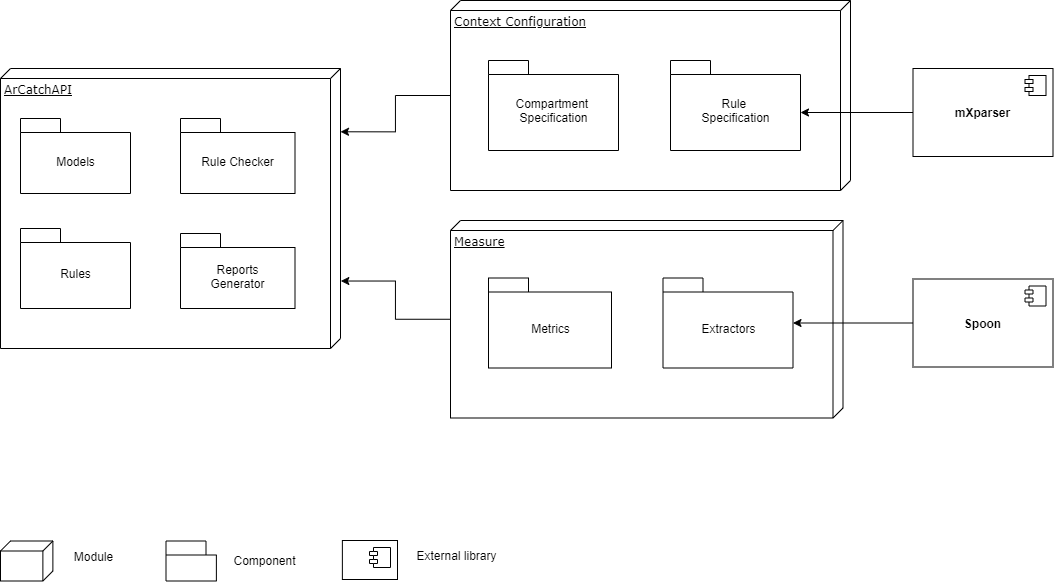 Context Configuration
Compartment
Specification
Rule
Specification
mXparser
ArCatchAPI
Models
Rule Checker
Rules
Reports
Generator
Measure
Metrics
Extractors
Spoon
Module
Component
External library